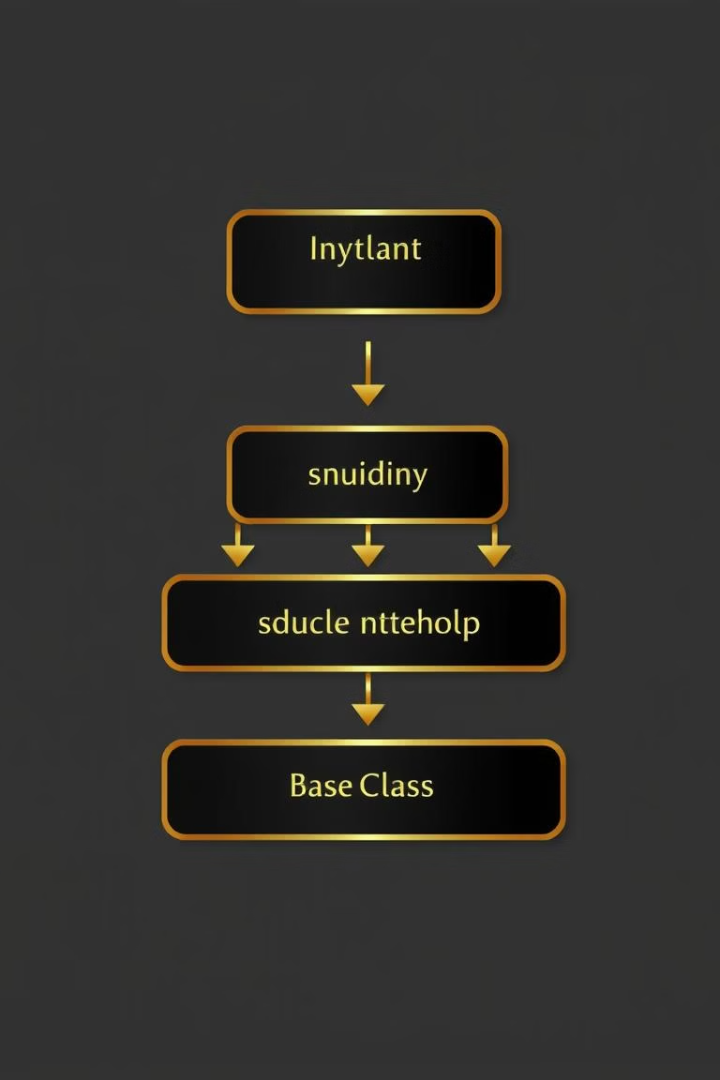 Inytlant
snuidiny
sducle ntteholp
Base Class